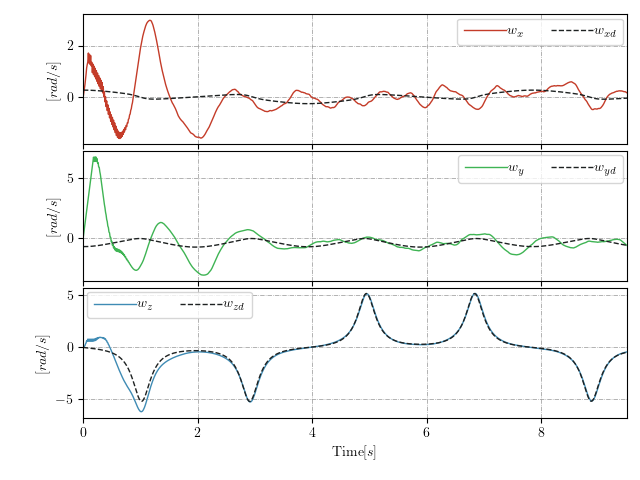 2
0
[rad/s]
w_x
w_xd
5
0
[rad/s]
w_y
w_yd
5
0
−5
[rad/s]
w_z
w_zd
0 2 4 6 8
Time[s]